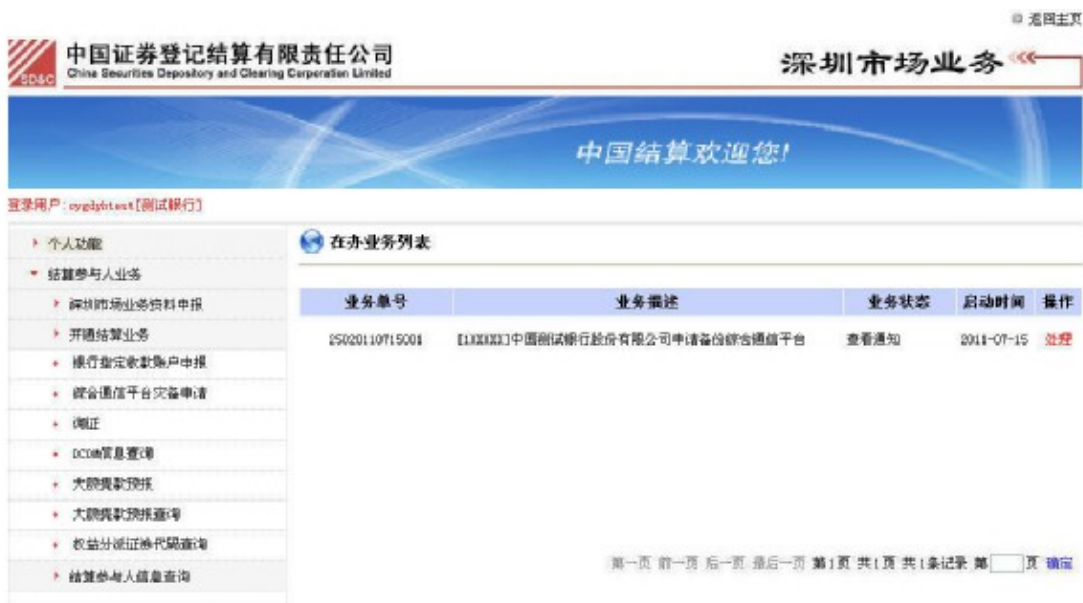 返回主页
中国证券登记结算有限责任公司
China Securities Depository and Clearing Corporation Limited
SD&C
深圳市场业务
中国结算欢迎您!
登录用户:[测试银行]
个人功能
结算参与人业务
深圳市场业务资料申报
开通结算业务
银行指定收款账户申报
综合通信平台灾备申请
询证
DCOM信息查询
大额提款预报
大额提款预报查询
权益分派证券代码查询
结算参与人信息查询
在办业务列表
业务单号 业务描述 业务状态 启动时间 操作
25020110715001 [1XXXXX]中国测试银行股份有限公司申请备份综合通信平台 查看通知 2011-07-15 处理
第一页 前一页 后一页 最后一页 第1页 共1页 共1条记录 第 页 确定